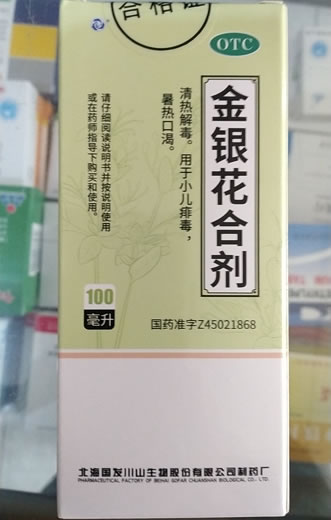 合格证
OTC
金银花合剂
清热解毒。用于小儿痱毒，
暑热口渴。
请仔细阅读说明书并按说明使用
或在药师指导下购买和使用。
100
毫升
国药准字Z45021868
北海国发川山生物股份有限公司制药厂
PHARMACEUTICAL FACTORY OF BEIHAI GOFAR CHUANSHAN BIOLOGICAL CO., LTD.